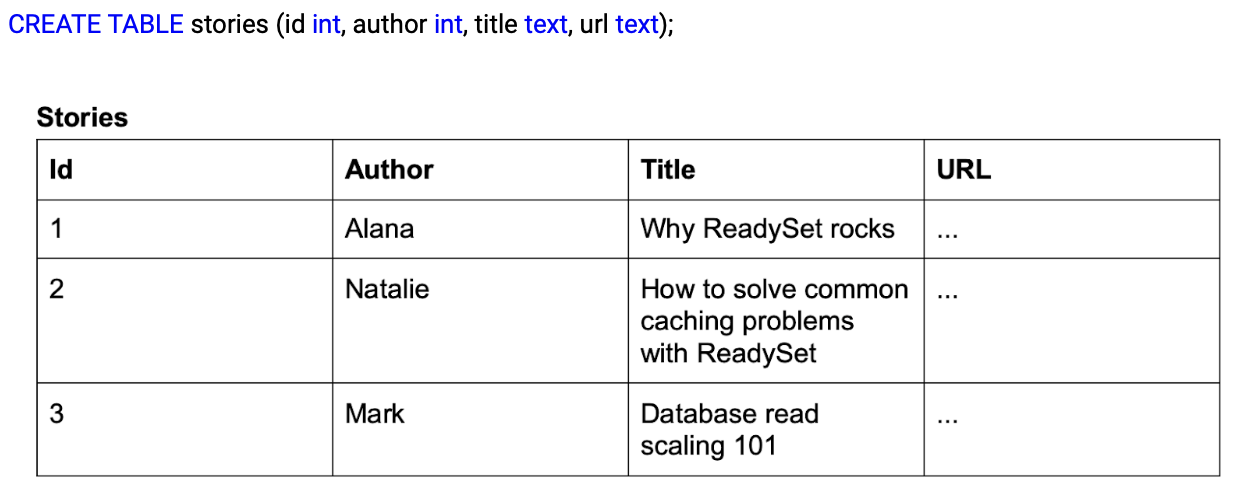 CREATE TABLE stories (id int, author int, title text, url text);
Stories
Id Author Title URL
1 Alana Why ReadySet rocks ...
2 Natalie How to solve common ...
caching problems
with ReadySet
3 Mark Database read ...
scaling 101